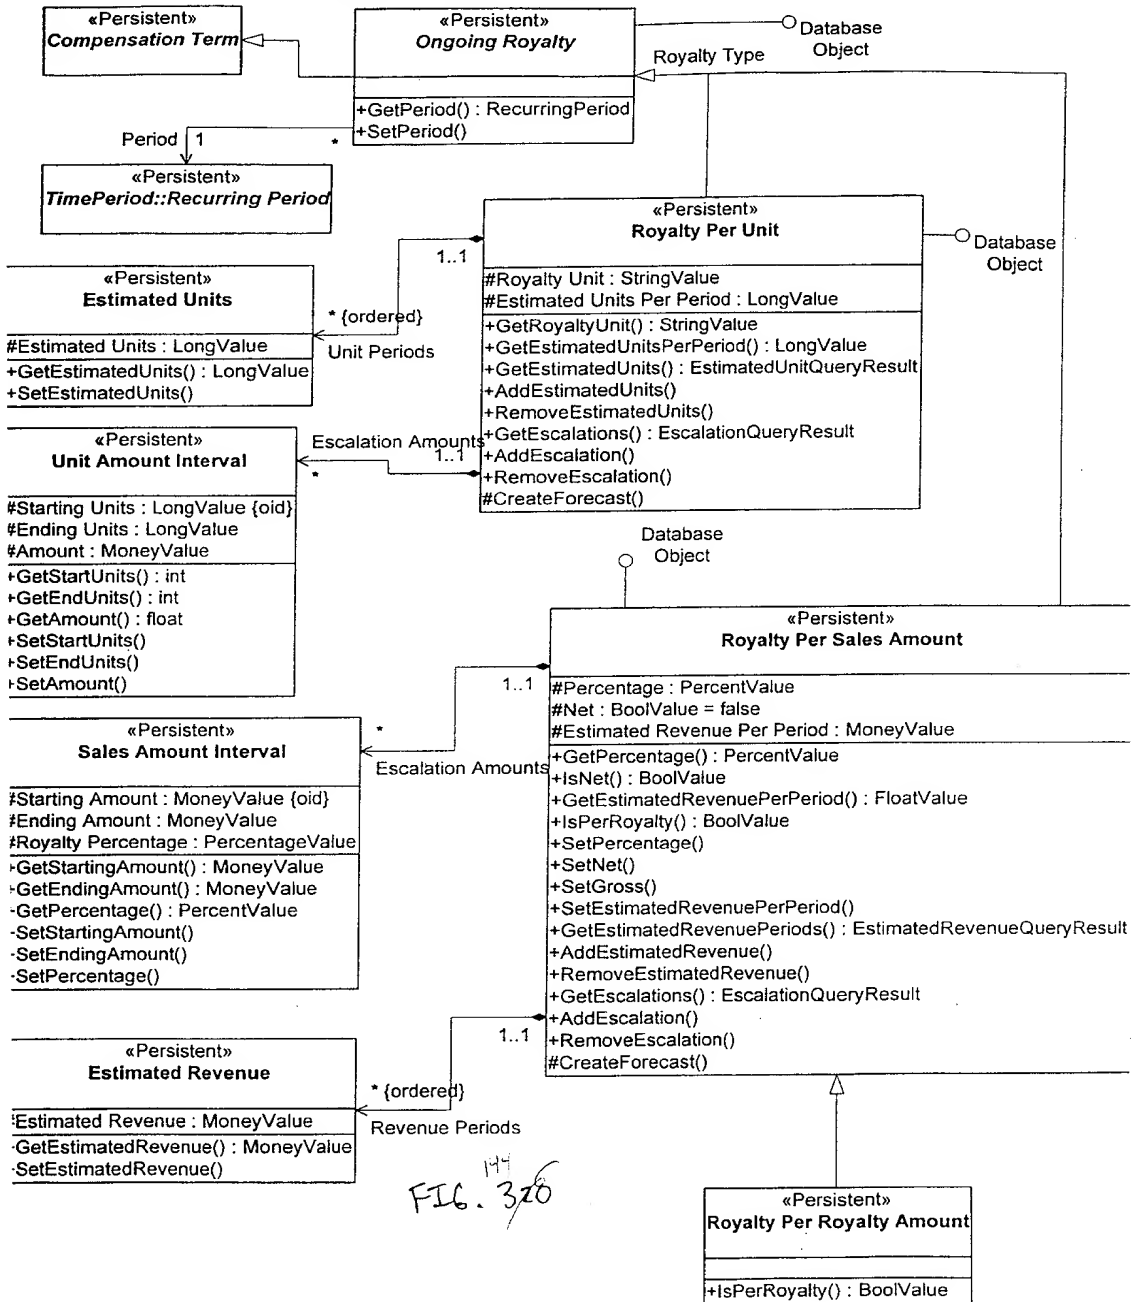 «Persistent»
Compensation Term
«Persistent»
Ongoing Royalty
+GetPeriod() : RecurringPeriod
+SetPeriod()
Database
Object
Royalty Type
Period
1
*
«Persistent»
TimePeriod::Recurring Period
«Persistent»
Royalty Per Unit
#Royalty Unit : StringValue
#Estimated Units Per Period : LongValue
+GetRoyaltyUnit() : StringValue
+GetEstimatedUnitsPerPeriod() : LongValue
+GetEstimatedUnits() : EstimatedUnitQueryResult
+AddEstimatedUnits()
+RemoveEstimatedUnits()
+GetEscalations() : EscalationQueryResult
+AddEscalation()
+RemoveEscalation()
#CreateForecast()
Database
Object
1..1
* {ordered}
Unit Periods
«Persistent»
Estimated Units
#Estimated Units : LongValue
+GetEstimatedUnits() : LongValue
+SetEstimatedUnits()
Escalation Amounts
1..1
*
«Persistent»
Unit Amount Interval
#Starting Units : LongValue {oid}
#Ending Units : LongValue
#Amount : MoneyValue
+GetStartUnits() : int
+GetEndUnits() : int
+GetAmount() : float
+SetStartUnits()
+SetEndUnits()
+SetAmount()
Database
Object
«Persistent»
Royalty Per Sales Amount
#Percentage : PercentValue
#Net : BoolValue = false
#Estimated Revenue Per Period : MoneyValue
+GetPercentage() : PercentValue
+IsNet() : BoolValue
+GetEstimatedRevenuePerPeriod() : FloatValue
+IsPerRoyalty() : BoolValue
+SetPercentage()
+SetNet()
+SetGross()
+SetEstimatedRevenuePerPeriod()
+GetEstimatedRevenuePeriods() : EstimatedRevenueQueryResult
+AddEstimatedRevenue()
+RemoveEstimatedRevenue()
+GetEscalations() : EscalationQueryResult
+AddEscalation()
+RemoveEscalation()
#CreateForecast()
1..1
*
Escalation Amounts
«Persistent»
Sales Amount Interval
#Starting Amount : MoneyValue {oid}
#Ending Amount : MoneyValue
#Royalty Percentage : PercentageValue
+GetStartingAmount() : MoneyValue
+GetEndingAmount() : MoneyValue
-GetPercentage() : PercentValue
-SetStartingAmount()
-SetEndingAmount()
-SetPercentage()
1..1
* {ordered}
Revenue Periods
«Persistent»
Estimated Revenue
Estimated Revenue : MoneyValue
-GetEstimatedRevenue() : MoneyValue
-SetEstimatedRevenue()
144
FIG.
«Persistent»
Royalty Per Royalty Amount
+IsPerRoyalty() : BoolValue